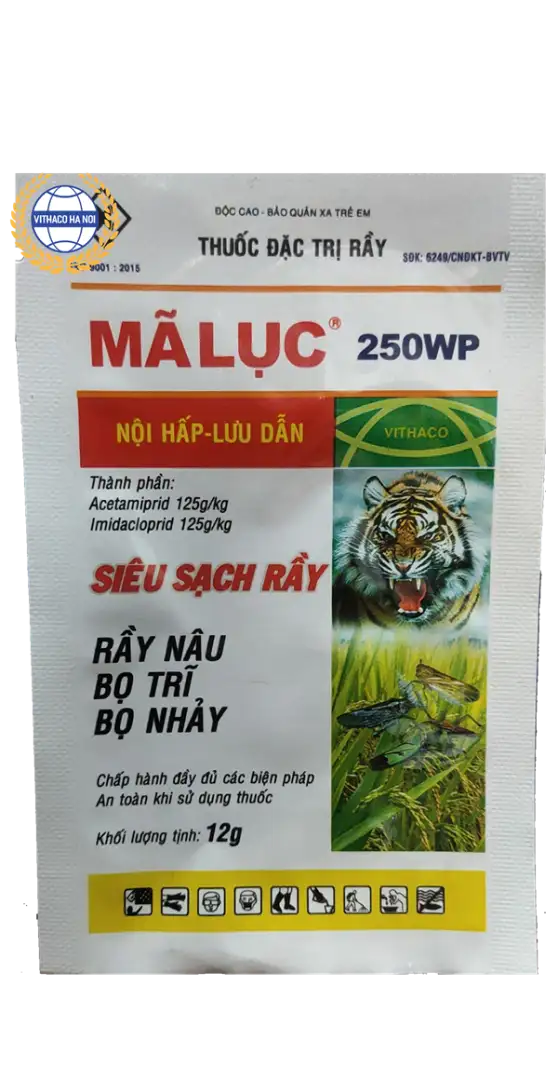 VITHACO HA NOI
ĐỘC CAO - BẢO QUẢN XA TRẺ EM
THUỐC ĐẶC TRỊ RẦY
SĐK: 6249/CNĐKT-BVTV
9001 : 2015
MÃ LỤC® 250WP
NỘI HẤP-LƯU DẪN
VITHACO
Thành phần:
Acetamiprid 125g/kg
Imidacloprid 125g/kg
SIÊU SẠCH RẦY
RẦY NÂU
BỌ TRĨ
BỌ NHẢY
Chấp hành đầy đủ các biện pháp
An toàn khi sử dụng thuốc
Khối lượng tịnh: 12g